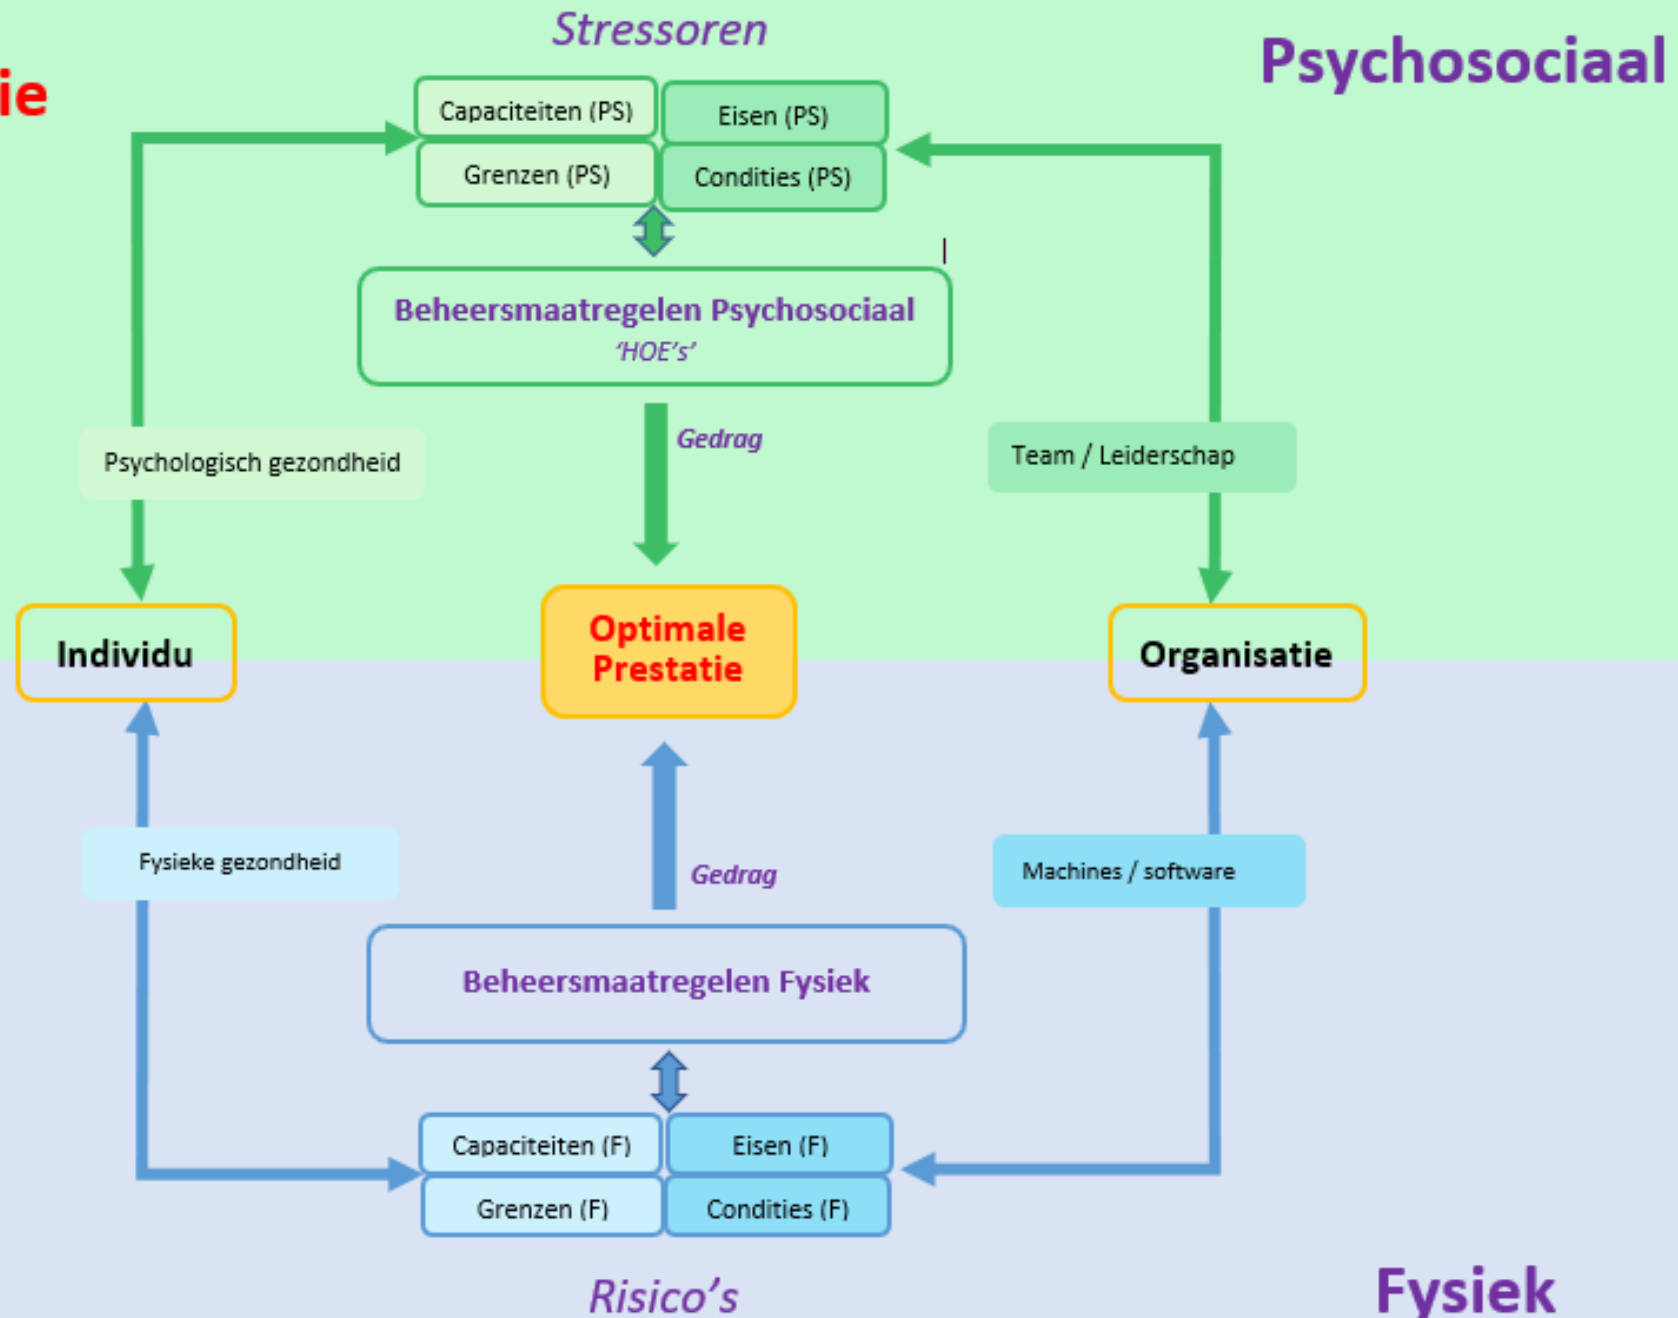 Stressoren
Psychosociaal
ie
Capaciteiten (PS)
Eisen (PS)
Grenzen (PS)
Condities (PS)
Beheersmaatregelen Psychosociaal
‘HOE’s’
Gedrag
Psychologisch gezondheid
Team / Leiderschap
Individu
Optimale
Prestatie
Organisatie
Fysieke gezondheid
Gedrag
Machines / software
Beheersmaatregelen Fysiek
Capaciteiten (F)
Eisen (F)
Grenzen (F)
Condities (F)
Risico’s
Fysiek